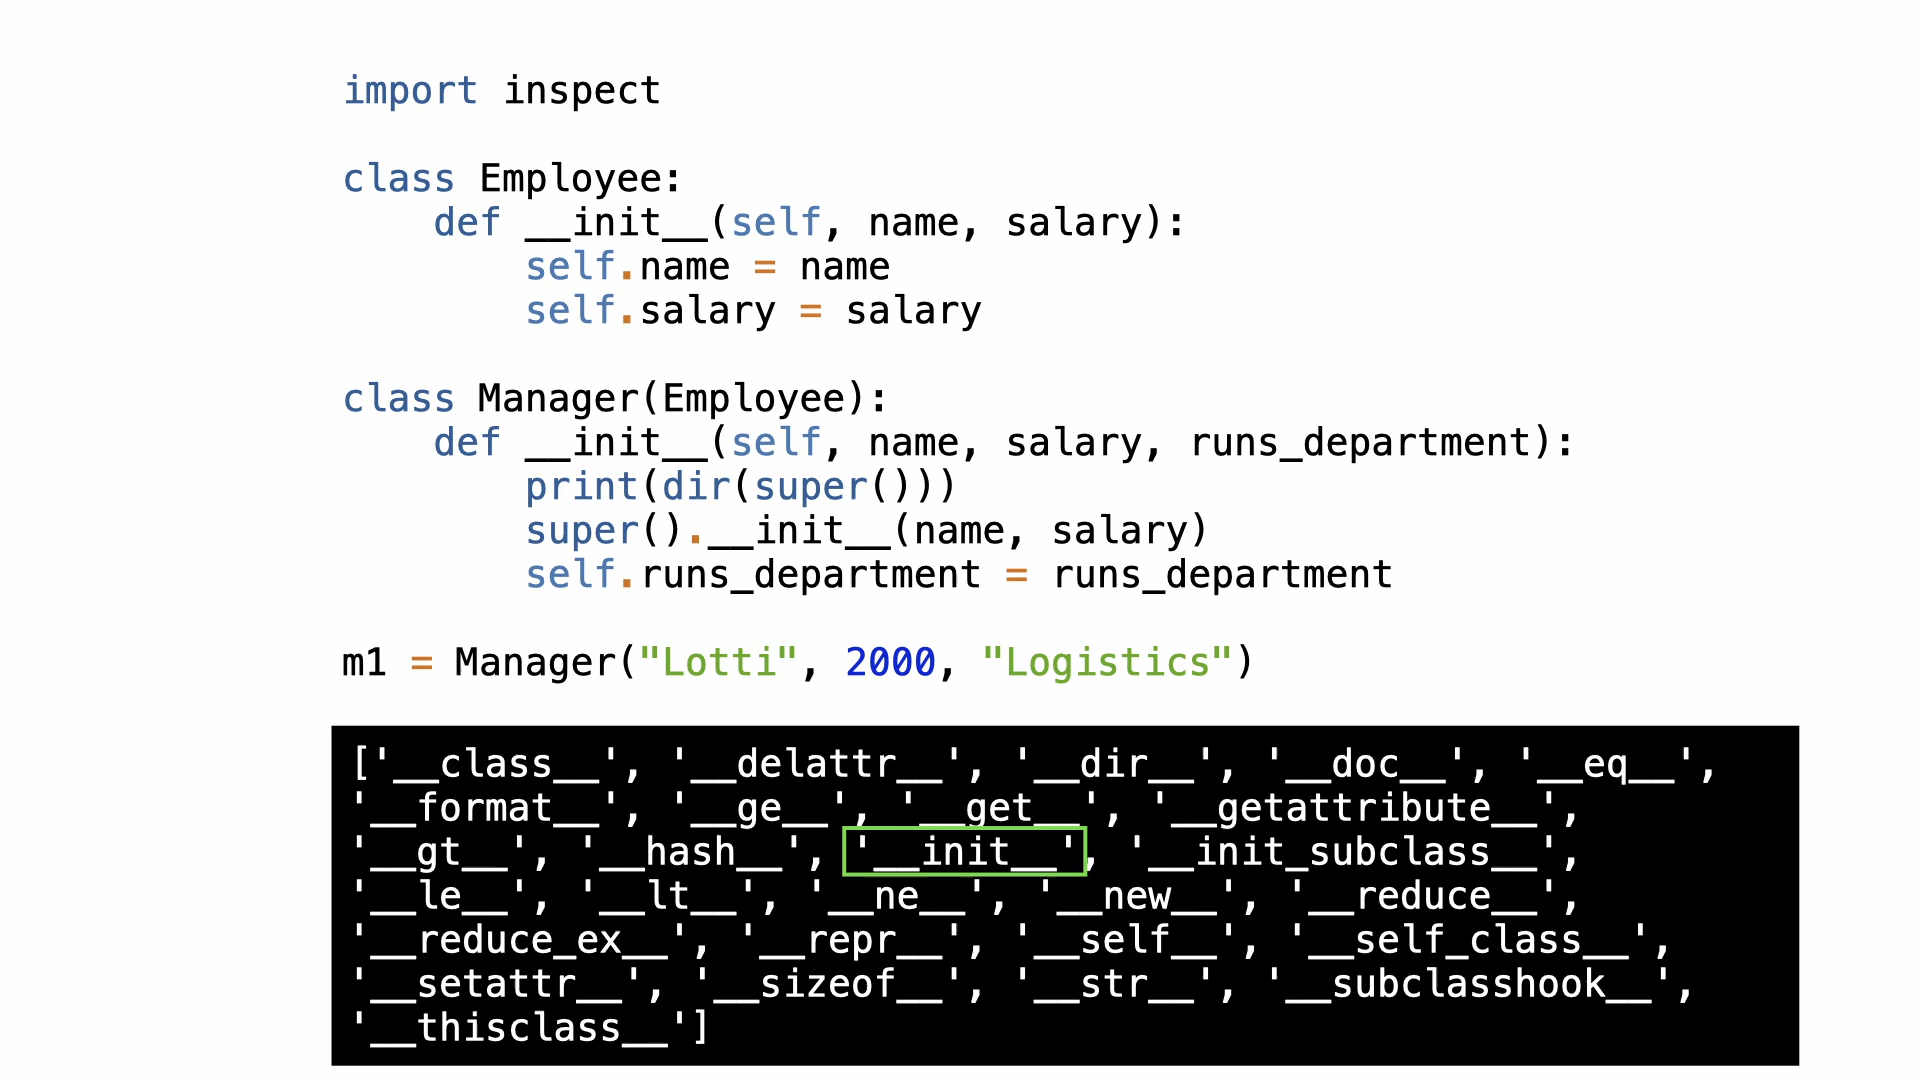 import inspect
class Employee:
    def __init__(self, name, salary):
        self.name = name
        self.salary = salary
class Manager(Employee):
    def __init__(self, name, salary, runs_department):
        print(dir(super()))
        super().__init__(name, salary)
        self.runs_department = runs_department
m1 = Manager("Lotti", 2000, "Logistics")
['__class__', '__delattr__', '__dir__', '__doc__', '__eq__',
'__format__', '__ge__', '__get__', '__getattribute__',
'__gt__', '__hash__', '__init__', '__init_subclass__',
'__le__', '__lt__', '__ne__', '__new__', '__reduce__',
'__reduce_ex__', '__repr__', '__self__', '__self_class__',
'__setattr__', '__sizeof__', '__str__', '__subclasshook__',
'__thisclass__']